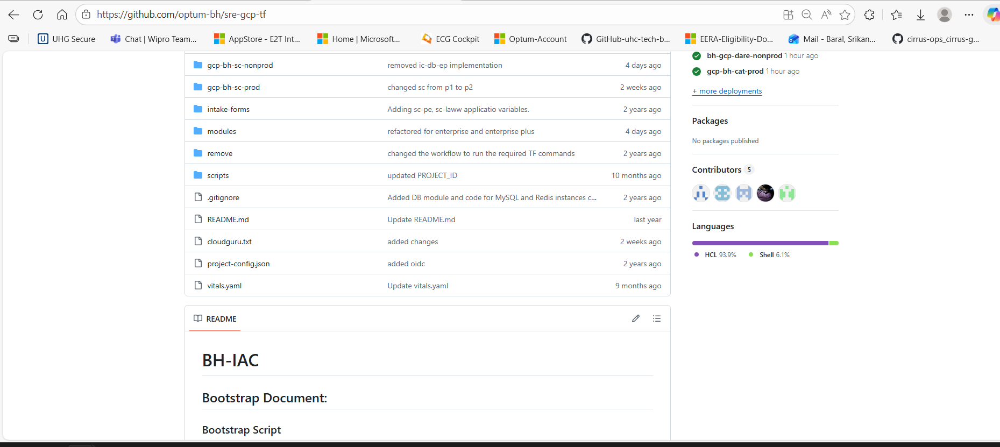 https://github.com/optum-bh/sre-gcp-tf
UHG Secure
Chat | Wipro Team...
AppStore - E2T Int...
Home | Microsoft...
ECG Cockpit
Optum-Account
GitHub-uhc-tech-b...
EERA-Eligibility-Do...
Mail - Baral, Srikan...
cirrus-ops_cirrus-g...
gcp-bh-sc-nonprod removed ic-db-ep implementation 4 days ago
gcp-bh-sc-prod changed sc from p1 to p2 2 weeks ago
intake-forms Adding sc-pe, sc-laww applicatio variables. 2 years ago
modules refactored for enterprise and enterprise plus 4 days ago
remove changed the workflow to run the required TF commands 2 years ago
scripts updated PROJECT_ID 10 months ago
.gitignore Added DB module and code for MySQL and Redis instances c... 2 years ago
README.md Update README.md last year
cloudguru.txt added changes 2 weeks ago
project-config.json added oidc 2 years ago
vitals.yaml Update vitals.yaml 9 months ago
README
BH-IAC
Bootstrap Document:
Bootstrap Script
bh-gcp-dare-nonprod 1 hour ago
gcp-bh-cat-prod 1 hour ago
+ more deployments
Packages
No packages published
Contributors 5
Languages
HCL 93.9% Shell 6.1%